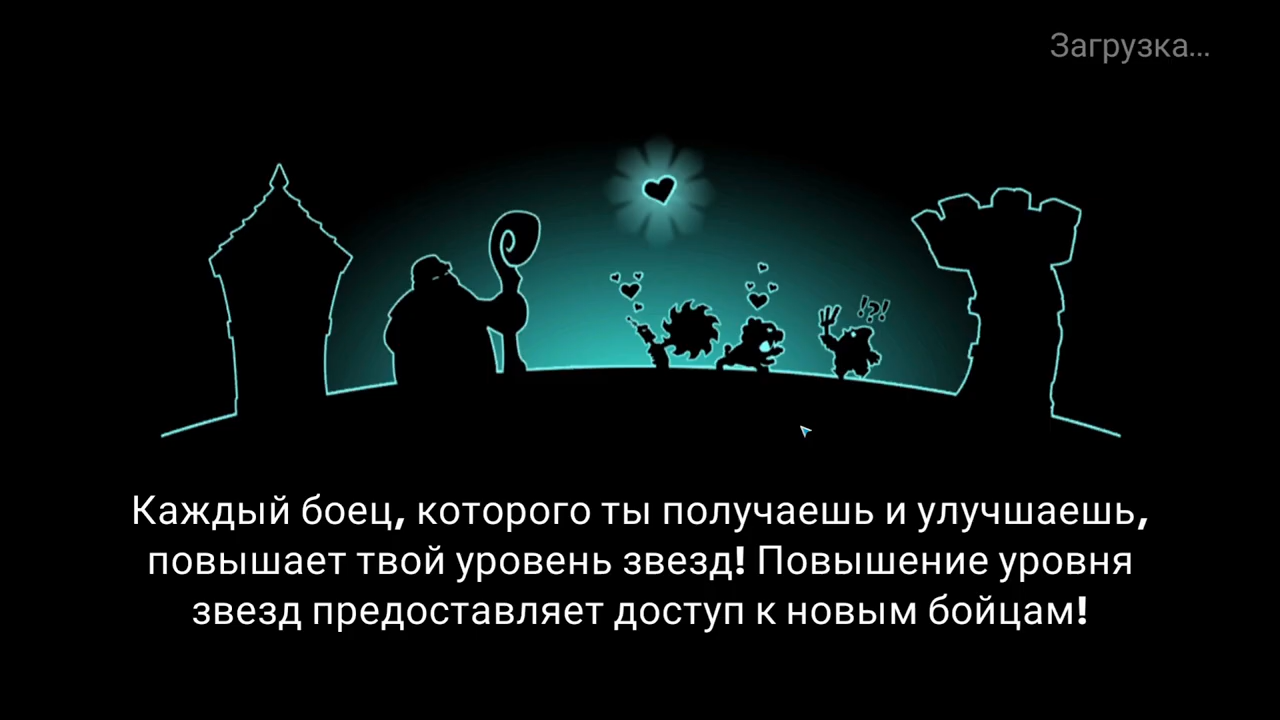 Загрузка...
!?!
Каждый боец, которого ты получаешь и улучшаешь,
повышает твой уровень звезд! Повышение уровня
звезд предоставляет доступ к новым бойцам!